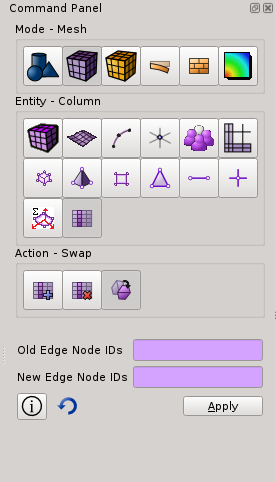 Command Panel
Mode - Mesh
Entity - Column
Action - Swap
Old Edge Node IDs
New Edge Node IDs
Apply